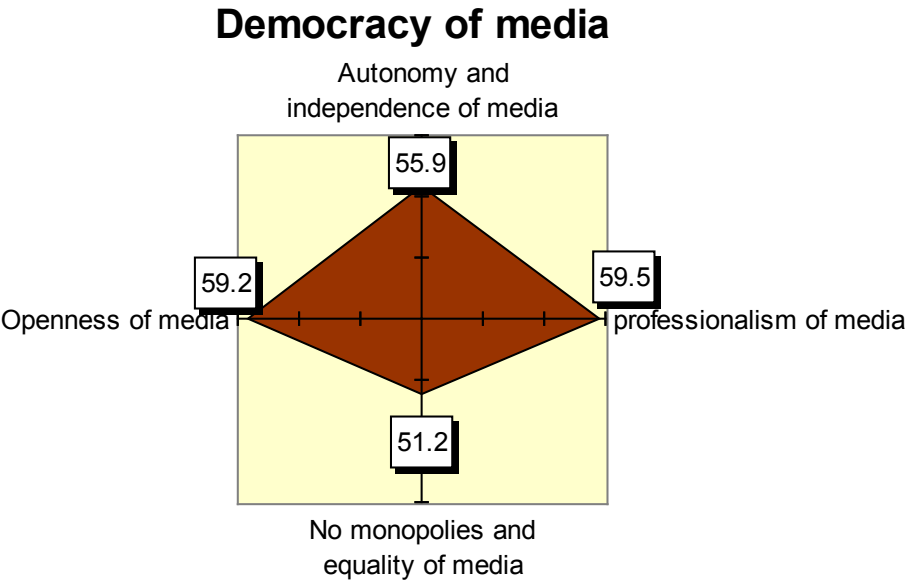 Democracy of media
Autonomy and
independence of media
55.9
59.2
59.5
Openness of media
professionalism of media
51.2
No monopolies and
equality of media